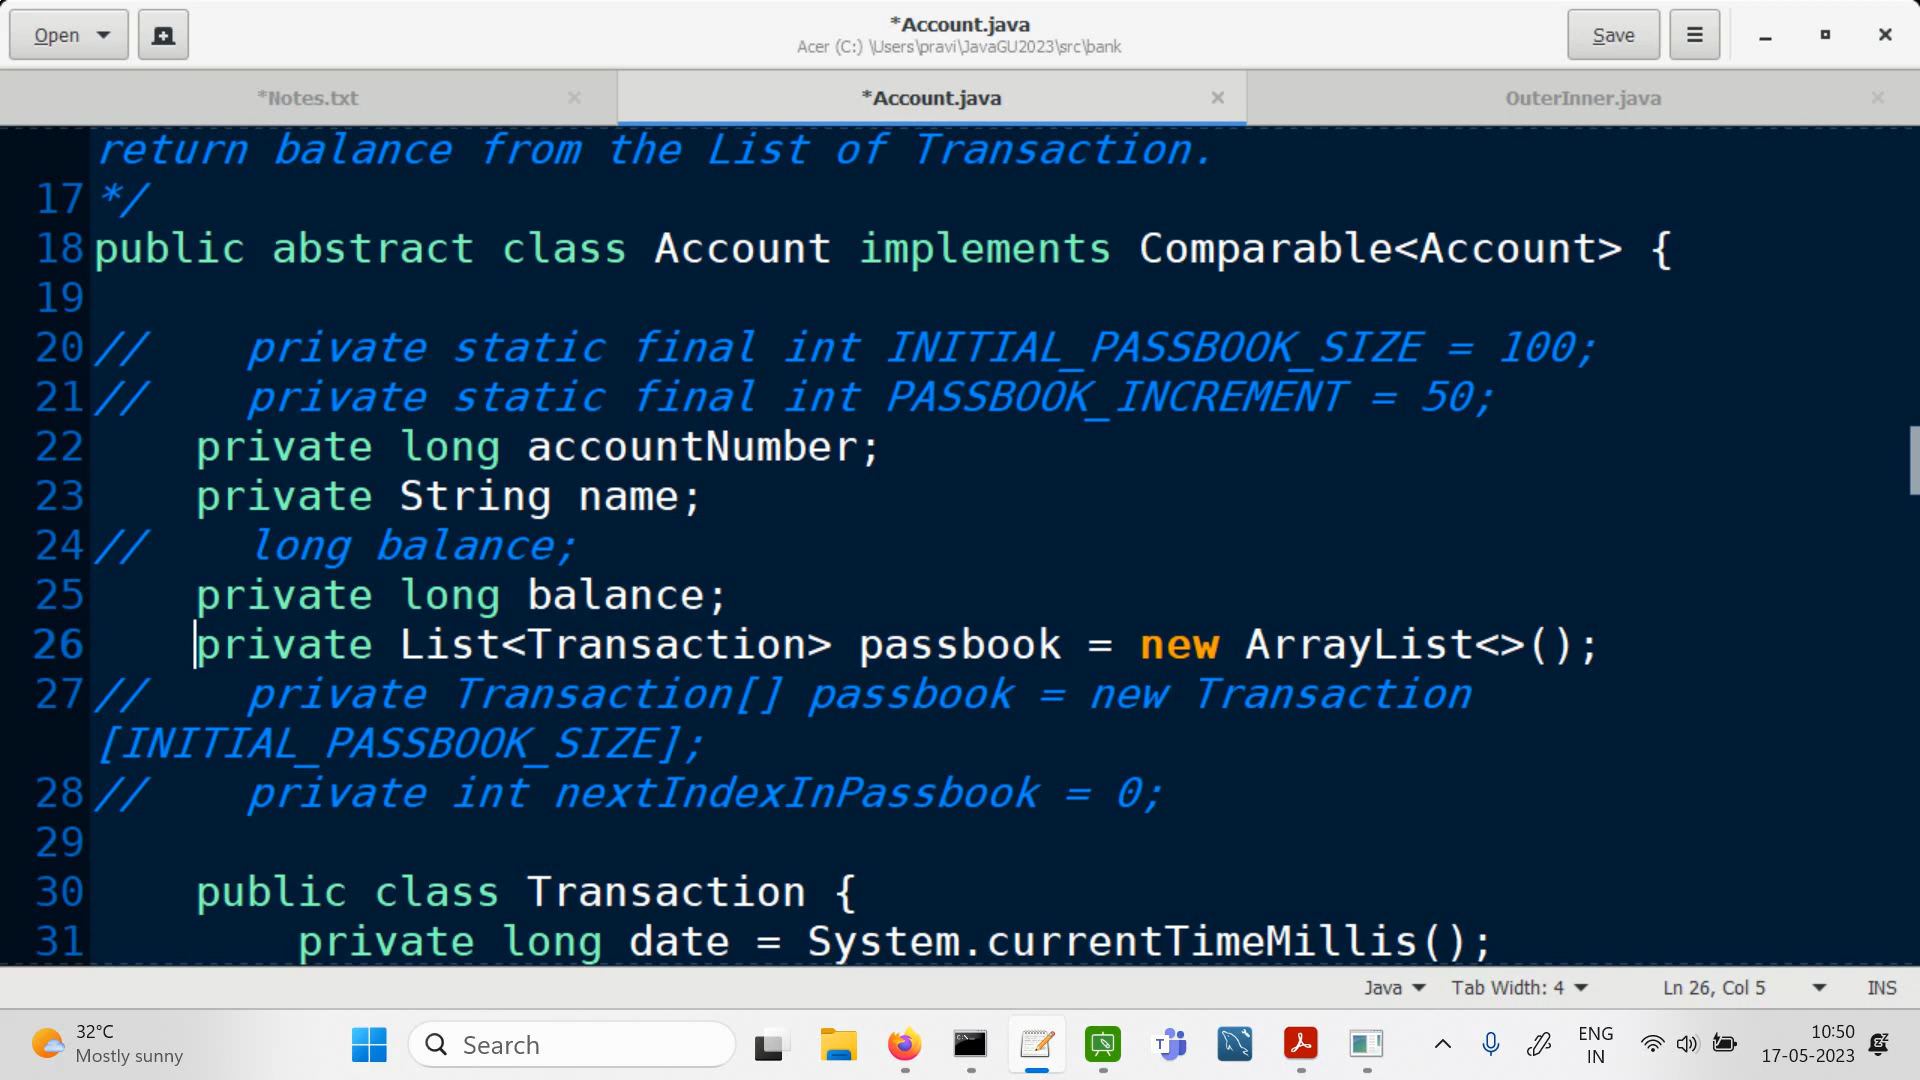 Open
*Account.java
Acer (C:) \Users\pravi\JavaGU2023\src\bank
Save
*Notes.txt
*Account.java
OuterInner.java
return balance from the List of Transaction.
17 */
18 public abstract class Account implements Comparable<Account> {
19
20 //    private static final int INITIAL_PASSBOOK_SIZE = 100;
21 //    private static final int PASSBOOK_INCREMENT = 50;
22     private long accountNumber;
23     private String name;
24 //    long balance;
25     private long balance;
26     private List<Transaction> passbook = new ArrayList<>();
27 //    private Transaction[] passbook = new Transaction
[INITIAL_PASSBOOK_SIZE];
28 //    private int nextIndexInPassbook = 0;
29
30     public class Transaction {
31         private long date = System.currentTimeMillis();
Java Tab Width: 4 Ln 26, Col 5 INS
32°C
Mostly sunny
Search
ENG
IN
10:50
17-05-2023